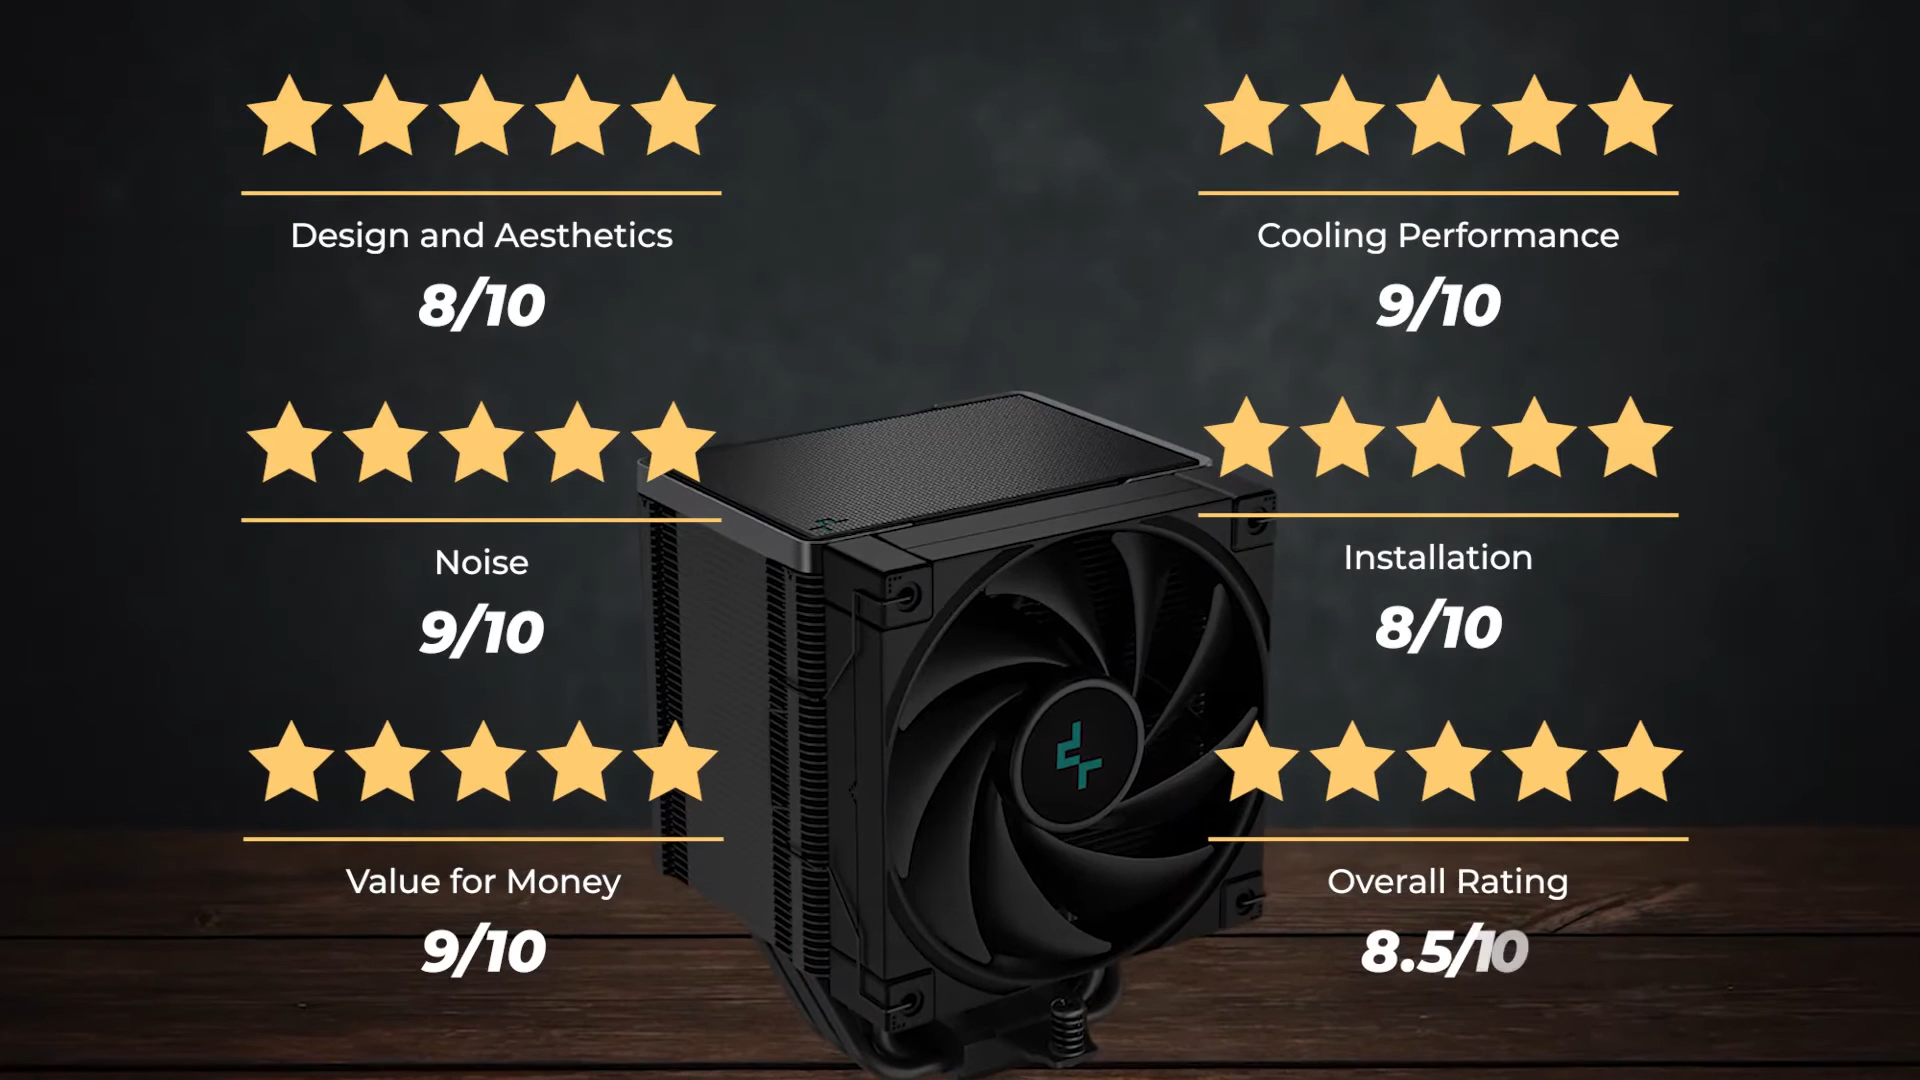 Design and Aesthetics
8/10
Cooling Performance
9/10
Noise
9/10
Installation
8/10
Value for Money
9/10
Overall Rating
8.5/10